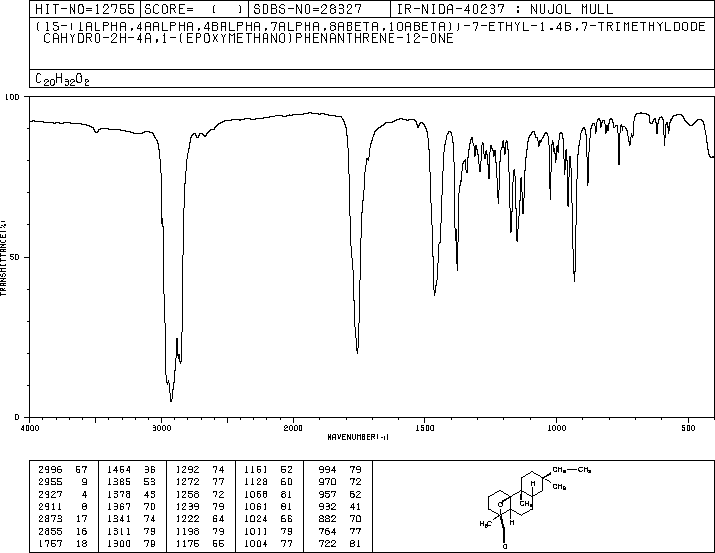 HIT-NO=12755 SCORE= ( ) SDBS-NO=28327 IR-NIDA-40237 : NUJOL MULL
(1S-(1ALPHA,4AALPHA,4BALPHA,7ALPHA,8ABETA,10ABETA))-7-ETHYL-1,4B,7-TRIMETHYLDODE
CAHYDRO-2H-4A,1-(EPOXYMETHANO)PHENANTHRENE-12-ONE
C20H32O2
100
50
0
TRANSMITTANCE(%)
4000 3000 2000 1500 1000 500
WAVENUMBER(-1)
2996 67 1464 36 1292 74 1161 62 994 79
2955 9 1385 53 1272 77 1128 60 970 72
2927 4 1378 45 1258 72 1068 81 957 62
2911 8 1367 70 1239 79 1061 81 932 41
2873 17 1341 74 1222 64 1024 66 882 70
2855 16 1311 79 1198 79 1011 79 764 77
1757 18 1300 79 1175 55 1004 77 722 81
CH2 CH3
H CH3
CH3
O
H3C H
O